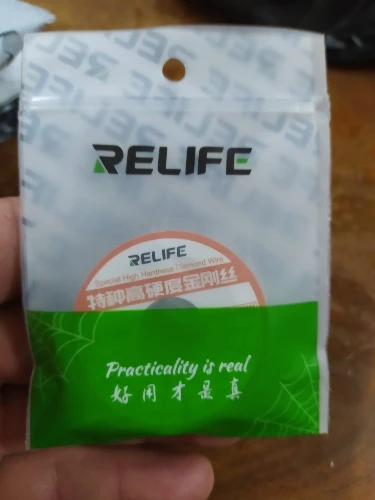 RELIFE
RELIFE
Special High Hardness / Demand Wire
特种高硬度金刚丝
Practicality is real
好用才是真